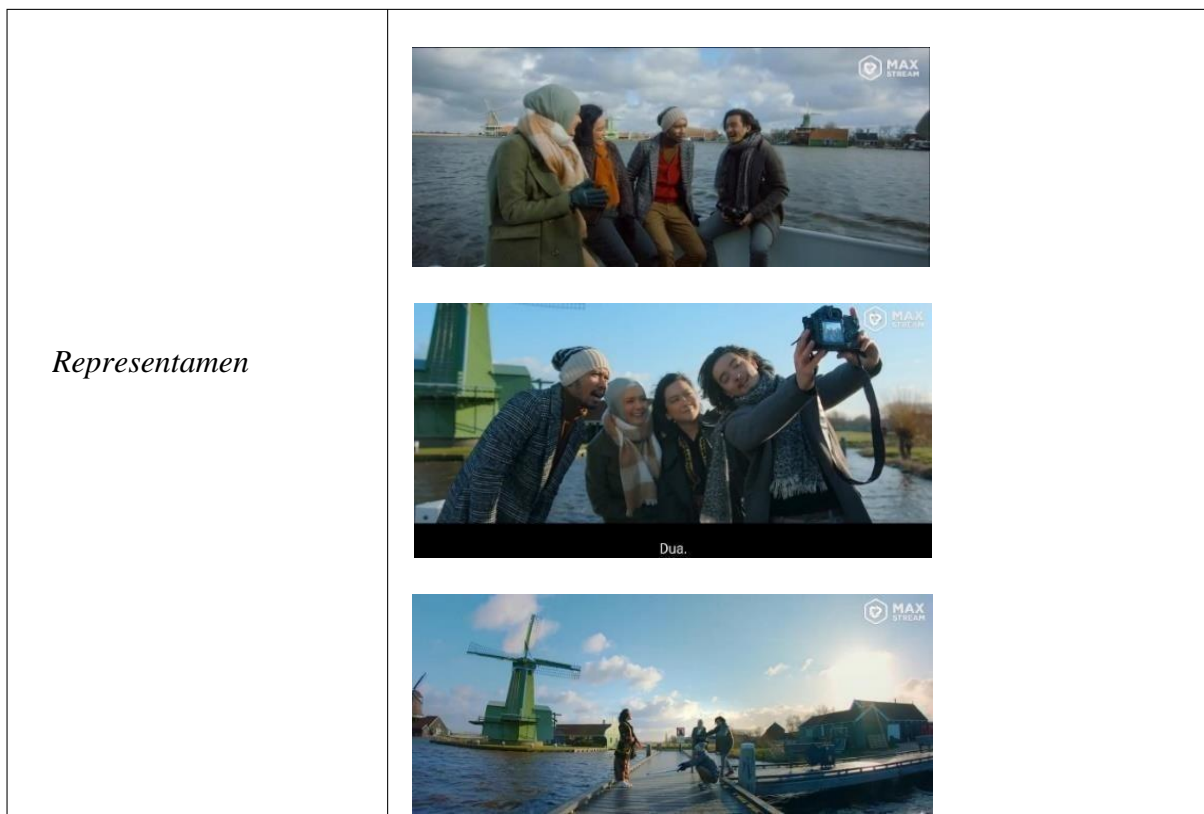 MAX
STREAM
Representamen
MAX
STREAM
Dua.
MAX
STREAM